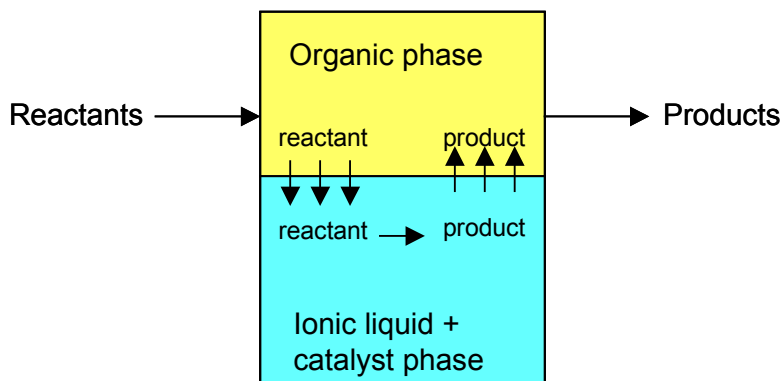 Organic phase
Reactants
Products
reactant
product
reactant
product
Ionic liquid +
catalyst phase